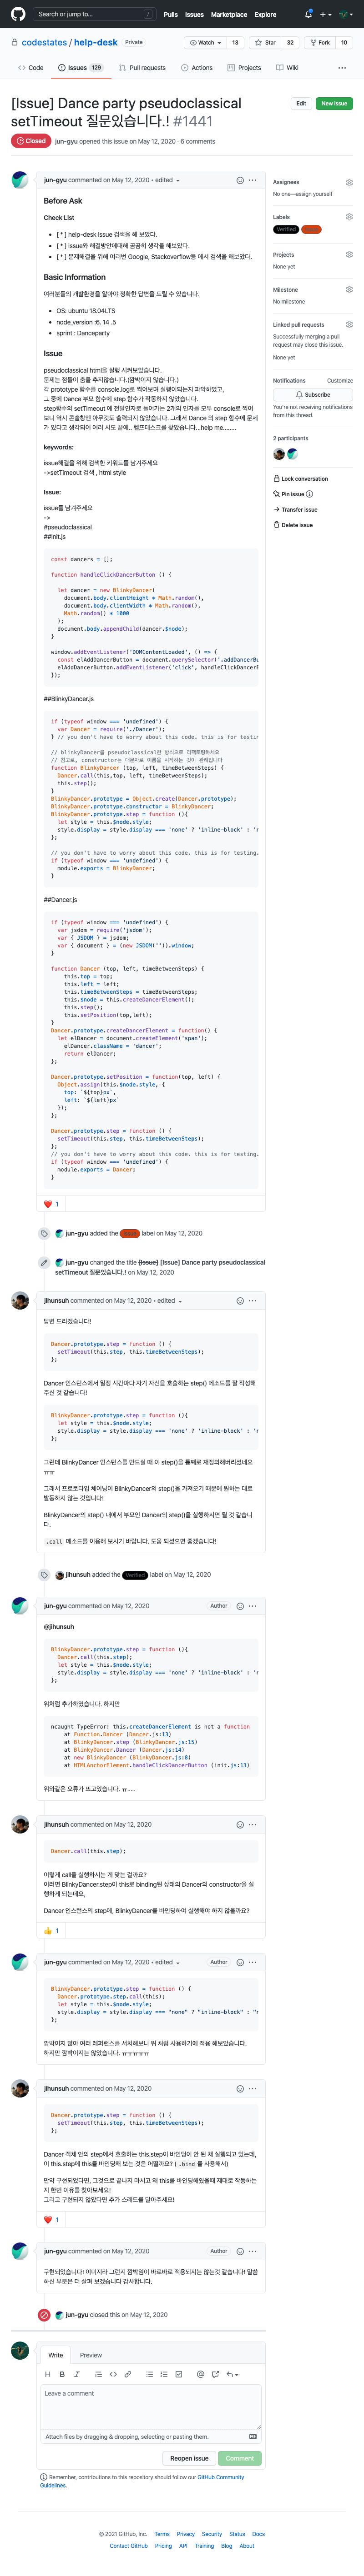 Search or jump to...
/
Pulls Issues Marketplace Explore
codestates / help-desk Private
Watch 13 Star 32 Fork 10
Code Issues 129 Pull requests Actions Projects Wiki
[Issue] Dance party pseudoclassical
setTimeout 질문있습니다.! #1441
Edit New issue
Closed jun-gyu opened this issue on May 12, 2020 · 6 comments
jun-gyu commented on May 12, 2020 • edited
Before Ask
Check List
• [ * ] help-desk issue 검색을 해 보았다.
• [ * ] issue와 해결방안에대해 곰곰히 생각을 해보았다.
• [ * ] 문제해결을 위해 여러번 Google, Stackoverflow등 에서 검색을 해보았다.
Basic Information
여러분들의 개발환경을 알아야 정확한 답변을 드릴 수 있습니다.
• OS: ubuntu 18.04LTS
• node_version :6. 14 .5
• sprint : Danceparty
Issue
pseudoclassical html을 실행 시켜보았습니다.
문제는 점들이 춤을 추지않습니다.(깜박이지 않습니다.)
각 prototype 함수를 console.log로 찍어보며 실행이되는지 파악하였고,
그 중에 Dancer 부모 함수에 step 함수가 작동하지 않았습니다.
step함수의 setTimeout 에 전달인자로 들어가는 2개의 인자를 모두 console로 찍어
보니 역시 콘솔창엔 아무것도 출력되지 않았습니다. 그래서 Dancer 의 step 함수에 문제
가 있다고 생각되어 여러 시도 끝에.. 헬프데스크를 찾았습니다...help me........
keywords:
issue해결을 위해 검색한 키워드를 남겨주세요
->setTimeout 검색 , html style
Issue:
issue를 남겨주세요
->
#pseudoclassical
##init.js
const dancers = [];
function handleClickDancerButton () {
let dancer = new BlinkyDancer(
document.body.clientHeight * Math.random(),
document.body.clientWidth * Math.random(),
Math.random() * 1000
);
document.body.appendChild(dancer.$node);
}
window.addEventListener('DOMContentLoaded', () => {
const elAddDancerButton = document.querySelector('.addDancerBu
elAddDancerButton.addEventListener('click', handleClickDancerB
});
##BlinkyDancer.js
if (typeof window === 'undefined') {
var Dancer = require('./Dancer');
} // you don't have to worry about this code. this is for testin
// blinkyDancer를 pseudoclassical한 방식으로 리팩토링하세요
// 참고로, constructor는 대문자로 이름을 시작하는 것이 관례입니다
function BlinkyDancer (top, left, timeBetweenSteps) {
Dancer.call(this,top, left, timeBetweenSteps);
this.step();
}
BlinkyDancer.prototype = Object.create(Dancer.prototype);
BlinkyDancer.prototype.constructor = BlinkyDancer;
BlinkyDancer.prototype.step = function (){
let style = this.$node.style;
style.display = style.display === 'none' ? 'inline-block' : 'n
};
// you don't have to worry about this code. this is for testing.
if (typeof window === 'undefined') {
module.exports = BlinkyDancer;
}
##Dancer.js
if (typeof window === 'undefined') {
var jsdom = require('jsdom');
var { JSDOM } = jsdom;
var { document } = (new JSDOM('')).window;
}
function Dancer (top, left, timeBetweenSteps) {
this.top = top;
this.left = left;
this.timeBetweenSteps = timeBetweenSteps;
this.$node = this.createDancerElement();
this.step();
this.setPosition(top,left);
}
Dancer.prototype.createDancerElement = function() {
let elDancer = document.createElement('span');
elDancer.className = 'dancer';
return elDancer;
};
Dancer.prototype.setPosition = function(top, left) {
Object.assign(this.$node.style, {
top: `${top}px`,
left: `${left}px`
});
};
Dancer.prototype.step = function () {
setTimeout(this.step, this.timeBetweenSteps);
};
// you don't have to worry about this code. this is for testing.
if (typeof window === 'undefined') {
module.exports = Dancer;
}
1
jun-gyu added the label on May 12, 2020
jun-gyu changed the title [Issue] [Issue] Dance party pseudoclassical
setTimeout 질문있습니다.! on May 12, 2020
jihunsuh commented on May 12, 2020 • edited
답변 드리겠습니다!
Dancer.prototype.step = function () {
setTimeout(this.step, this.timeBetweenSteps);
};
Dancer 인스턴스에서 일정 시간마다 자기 자신을 호출하는 step() 메소드를 잘 작성해
주신 것 같습니다!
BlinkyDancer.prototype.step = function (){
let style = this.$node.style;
style.display = style.display === 'none' ? 'inline-block' : 'n
};
그런데 BlinkyDancer 인스턴스를 만드실 때 이 step()을 통째로 재정의해버리셨네요
ㅠㅠ
그래서 프로토타입 체이닝이 BlinkyDancer의 step()를 가져오기 때문에 원하는 대로
발동하지 않는 것입니다!
BlinkyDancer의 step() 내에서 부모인 Dancer의 step()을 실행하시면 될 것 같습니
다.
.call 메소드를 이용해 보시기 바랍니다. 도움 되셨으면 좋겠습니다!
jihunsuh added the Verified label on May 12, 2020
jun-gyu commented on May 12, 2020 Author
@jihunsuh
BlinkyDancer.prototype.step = function (){
Dancer.call(this.step);
let style = this.$node.style;
style.display = style.display === 'none' ? 'inline-block' : 'n
};
위처럼 추가하였습니다. 하지만
ncaught TypeError: this.createDancerElement is not a function
at Function.Dancer (Dancer.js:13)
at BlinkyDancer.step (BlinkyDancer.js:15)
at BlinkyDancer.Dancer (Dancer.js:14)
at new BlinkyDancer (BlinkyDancer.js:8)
at HTMLAnchorElement.handleClickDancerButton (init.js:13)
위와같은 오류가 뜨고있습니다. ㅠ.....
jihunsuh commented on May 12, 2020
Dancer.call(this.step);
이렇게 call을 실행하시는 게 맞는 걸까요?
이러면 BlinkyDancer.step이 this로 binding된 상태의 Dancer의 constructor을 실
행하게 되는데요,
Dancer 인스턴스의 step에, BlinkyDancer를 바인딩하여 실행해야 하지 않을까요?
1
jun-gyu commented on May 12, 2020 • edited Author
BlinkyDancer.prototype.step = function () {
Dancer.prototype.step.call(this);
let style = this.$node.style;
style.display = style.display === "none" ? "inline-block" : "n
};
깜박이지 않아 여러 레퍼런스를 서치해보니 위 처럼 사용하기에 적용 해보았습니다.
하지만 깜박이지는 않았습니다. ㅠㅠㅠㅠㅠ
jihunsuh commented on May 12, 2020
Dancer.prototype.step = function () {
setTimeout(this.step, this.timeBetweenSteps);
};
Dancer 객체 안의 step에서 호출하는 this.step이 바인딩이 안 된 채 실행되고 있는데,
이 this.step에 this를 바인딩해 보는 것은 어떨까요? ( .bind 를 사용해서)
만약 구현되었다면, 그것으로 끝나지 마시고 왜 this를 바인딩해줬을때 제대로 작동하는
지 한번 이유를 찾아보세요!
그리고 구현되지 않았다면 추가 스레드를 달아주세요!
1
jun-gyu commented on May 12, 2020 Author
구현되었습니다! 이미지라 그런지 깜박임이 바로바로 적용되지는 않는것 같습니다! 말씀
하신 부분은 더 살펴 보겠습니다 감사합니다.
jun-gyu closed this on May 12, 2020
Write Preview
Leave a comment
Attach files by dragging & dropping, selecting or pasting them.
Reopen issue Comment
Remember, contributions to this repository should follow our GitHub Community
Guidelines.
Assignees
No one—assign yourself
Labels
Verified
Projects
None yet
Milestone
No milestone
Linked pull requests
Successfully merging a pull
request may close this issue.
None yet
Notifications Customize
Subscribe
You're not receiving notifications
from this thread.
2 participants
Lock conversation
Pin issue
Transfer issue
Delete issue
© 2021 GitHub, Inc. Terms Privacy Security Status Docs
Contact GitHub Pricing API Training Blog About